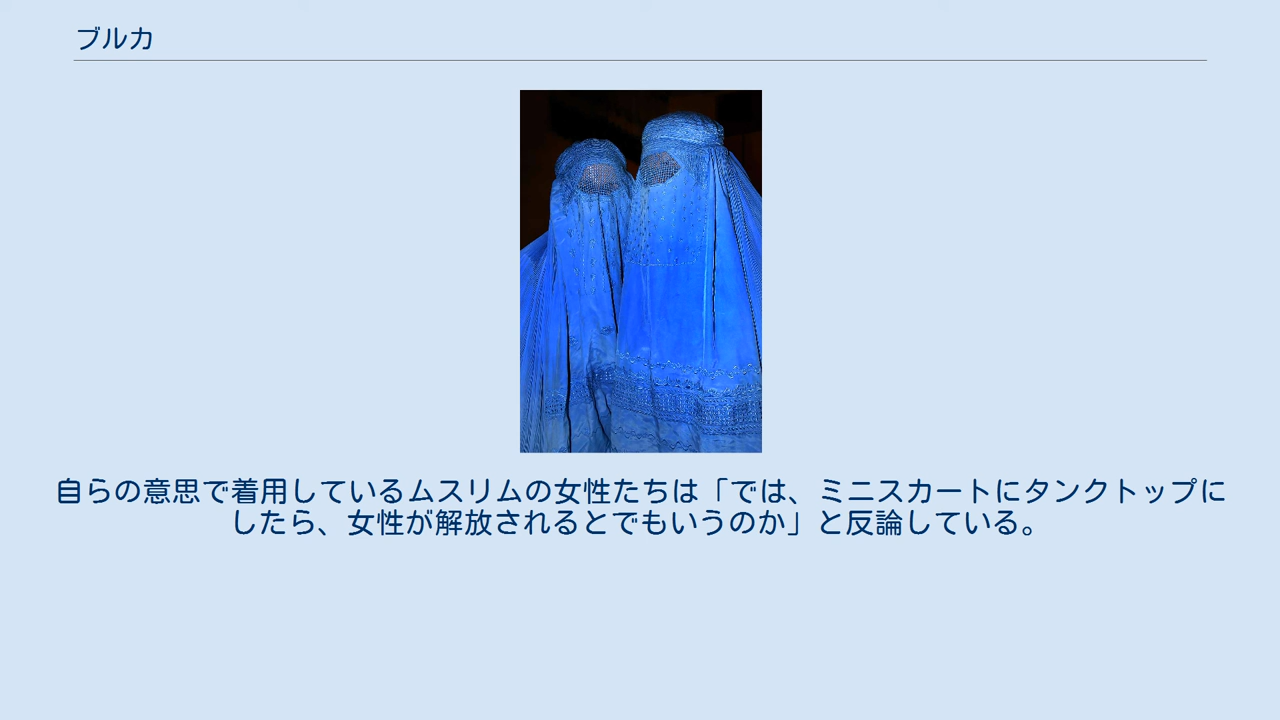 ブルカ
自らの意思で着用しているムスリムの女性たちは「では、ミニスカートにタンクトップに
したら、女性が解放されるとでもいうのか」と反論している。